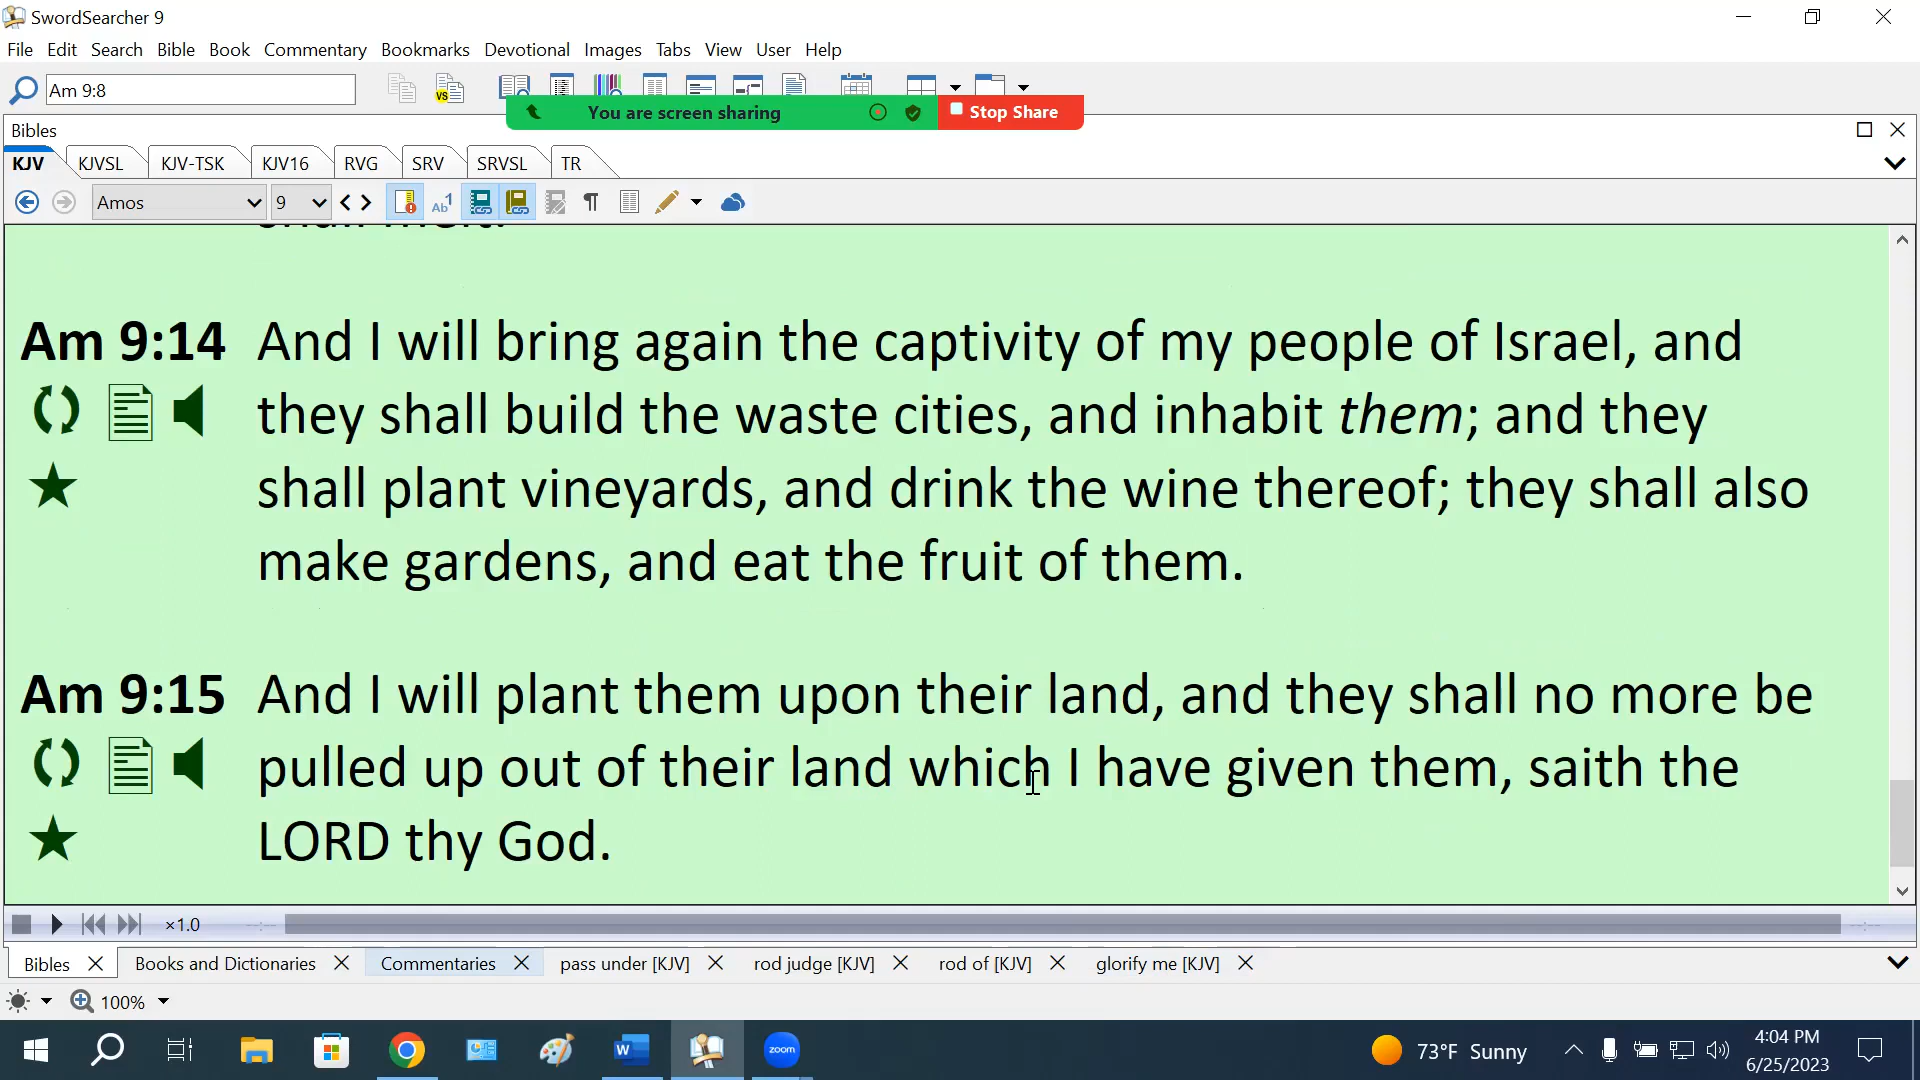 SwordSearcher 9
File Edit Search Bible Book Commentary Bookmarks Devotional Images Tabs View User Help
Am 9:8
VS
You are screen sharing
Stop Share
Bibles
KJV KJVSL KJV-TSK KJV16 RVG SRV SRVSL TR
Amos 9 Ab1
shall melt.
Am 9:14 And I will bring again the captivity of my people of Israel, and
they shall build the waste cities, and inhabit them; and they
shall plant vineyards, and drink the wine thereof; they shall also
make gardens, and eat the fruit of them.
Am 9:15 And I will plant them upon their land, and they shall no more be
pulled up out of their land which I have given them, saith the
LORD thy God.
×1.0 --:-- --:--
Bibles Books and Dictionaries Commentaries pass under [KJV] rod judge [KJV] rod of [KJV] glorify me [KJV]
100%
W zoom 73°F Sunny 4:04 PM
6/25/2023